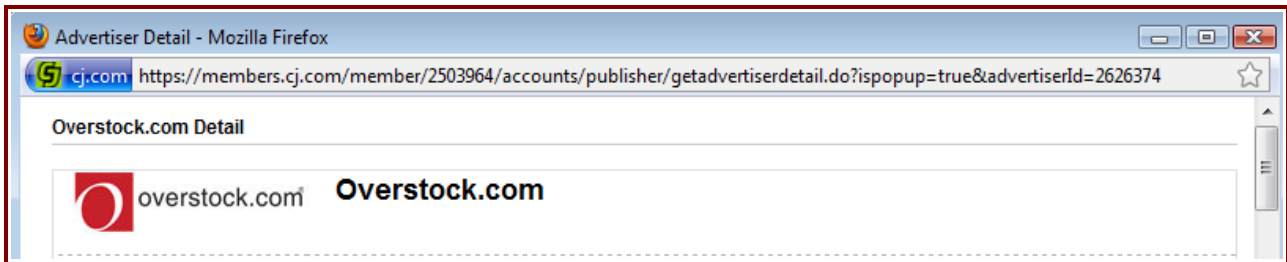 Advertiser Detail - Mozilla Firefox
cj.com https://members.cj.com/member/2503964/accounts/publisher/getadvertiserdetail.do?ispopup=true&advertiserId=2626374
Overstock.com Detail
overstock.com® Overstock.com